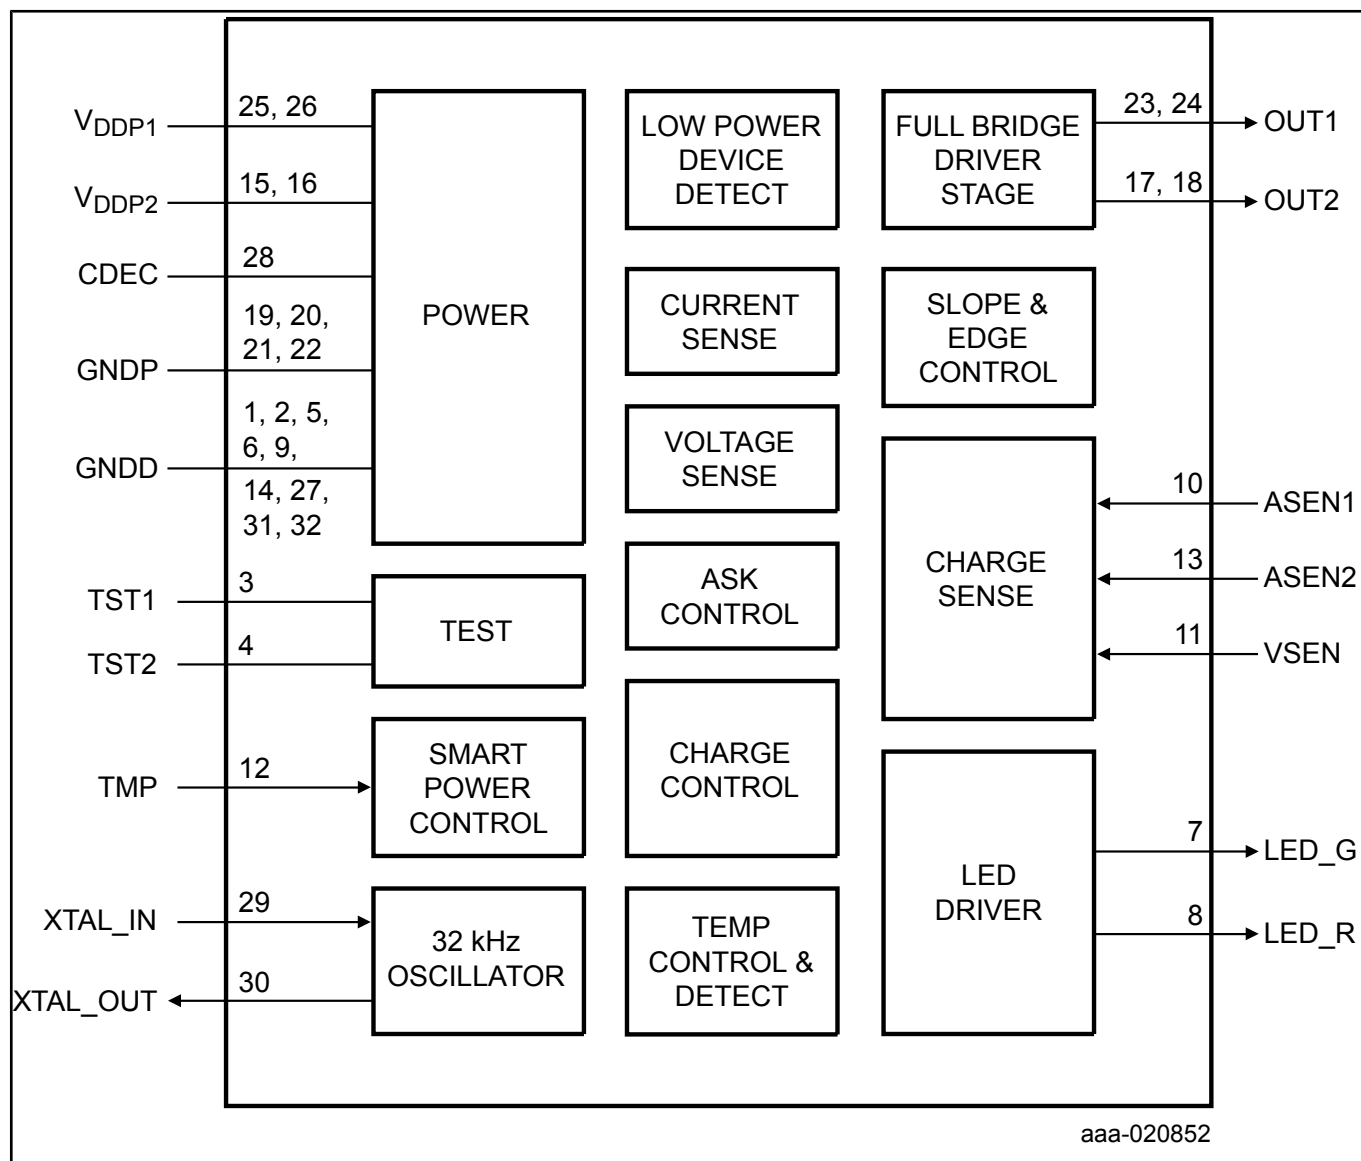 VDDP1
25, 26
VDDP2
15, 16
CDEC
28
GNDP
19, 20,
21, 22
GNDD
1, 2, 5,
6, 9,
14, 27,
31, 32
POWER
TST1
3
TST2
4
TEST
TMP
12
SMART
POWER
CONTROL
XTAL_IN
29
XTAL_OUT
30
32 kHz
OSCILLATOR
LOW POWER
DEVICE
DETECT
CURRENT
SENSE
VOLTAGE
SENSE
ASK
CONTROL
CHARGE
CONTROL
TEMP
CONTROL &
DETECT
FULL BRIDGE
DRIVER
STAGE
23, 24
OUT1
17, 18
OUT2
SLOPE &
EDGE
CONTROL
CHARGE
SENSE
10
ASEN1
13
ASEN2
11
VSEN
LED
DRIVER
7
LED_G
8
LED_R
aaa-020852